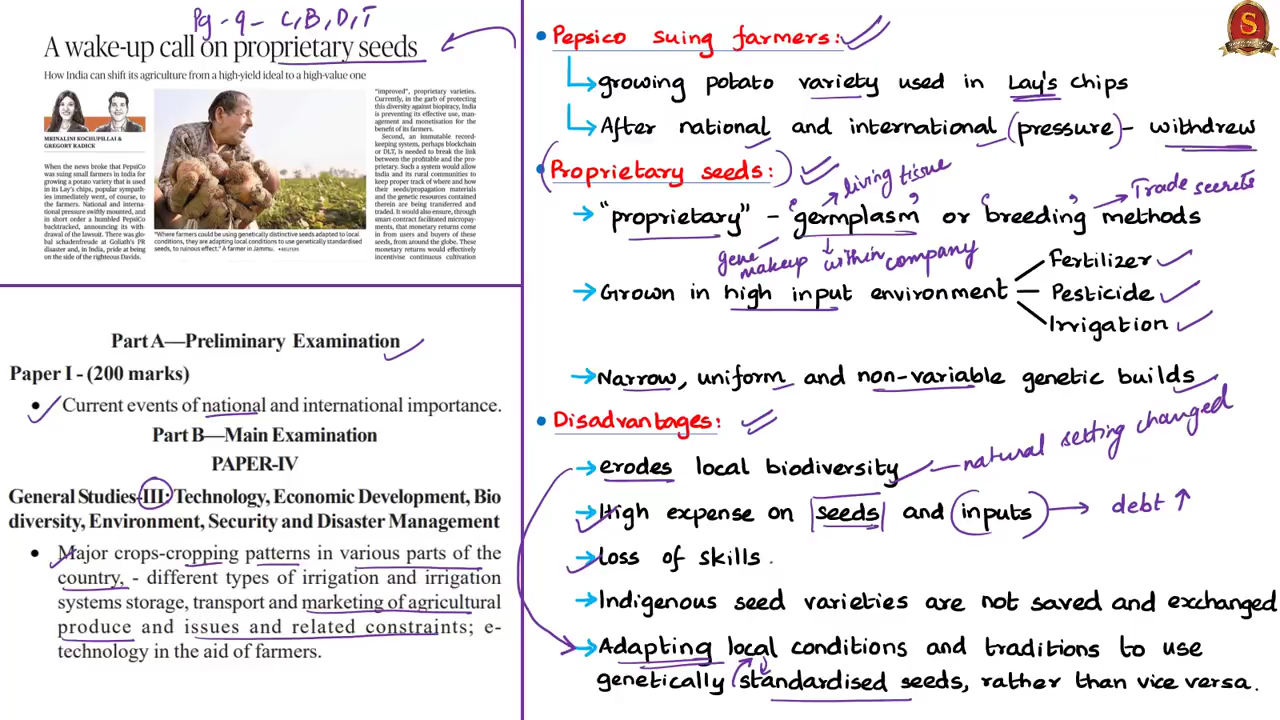 Pg - 9 - C, B, D, T
A wake-up call on proprietary seeds
How India can shift its agriculture from a high-yield ideal to a high-value one
MRINALINI KOCHUPILLAI &
GREGORY RADICK
When the news broke that PepsiCo
was suing small farmers in India for
growing a potato variety that is used
in its Lay's chips, popular sympath-
ies immediately went, of course, to
the farmers. National and interna-
tional pressure swiftly mounted, and
in short order a humbled PepsiCo
backtracked, announcing its with-
drawal of the lawsuit. There was glo-
bal schadenfreude at Goliath's PR
disaster and, in India, pride at being
on the side of the righteous Davids.
"Where farmers could be using genetically distinctive seeds adapted to local
conditions, they are adapting local conditions to use genetically standardised
seeds, to ruinous effect." A farmer in Jammu. •REUTERS
"improved", proprietary varieties.
Currently, in the garb of protecting
this diversity against biopiracy, India
is preventing its effective use, man-
agement and monetisation for the
benefit of its farmers.
Second, an immutable record-
keeping system, perhaps blockchain
or DLT, is needed to break the link
between the profitable and the pro-
prietary. Such a system would allow
India and its rural communities to
keep proper track of where and how
their seeds/propagation materials
and the genetic resources contained
therein are being transferred and
traded. It would also ensure, through
smart contract facilitated micropay-
ments, that monetary returns come
in from users and buyers of these
seeds, from around the globe. These
monetary returns would effectively
incentivise continuous cultivation
Part A—Preliminary Examination
Paper I - (200 marks)
• Current events of national and international importance.
Part B—Main Examination
PAPER-IV
General Studies-III: Technology, Economic Development, Bio
diversity, Environment, Security and Disaster Management
• Major crops-cropping patterns in various parts of the
country, - different types of irrigation and irrigation
systems storage, transport and marketing of agricultural
produce and issues and related constraints; e-
technology in the aid of farmers.
S
• Pepsico suing farmers:
growing potato variety used in Lay's chips
After national and international (pressure) - withdrew
• Proprietary seeds:
living tissue
Trade secrets
"proprietary" - 'germplasm' or 'breeding' methods
gene makeup within company
Grown in high input environment
Fertilizer
Pesticide
Irrigation
Narrow, uniform and non-variable genetic builds
• Disadvantages:
erodes local biodiversity - natural setting changed
High expense on seeds and inputs → debt ↑
Loss of skills.
Indigenous seed varieties are not saved and exchanged
Adapting local conditions and traditions to use
genetically standardised seeds, rather than vice versa.